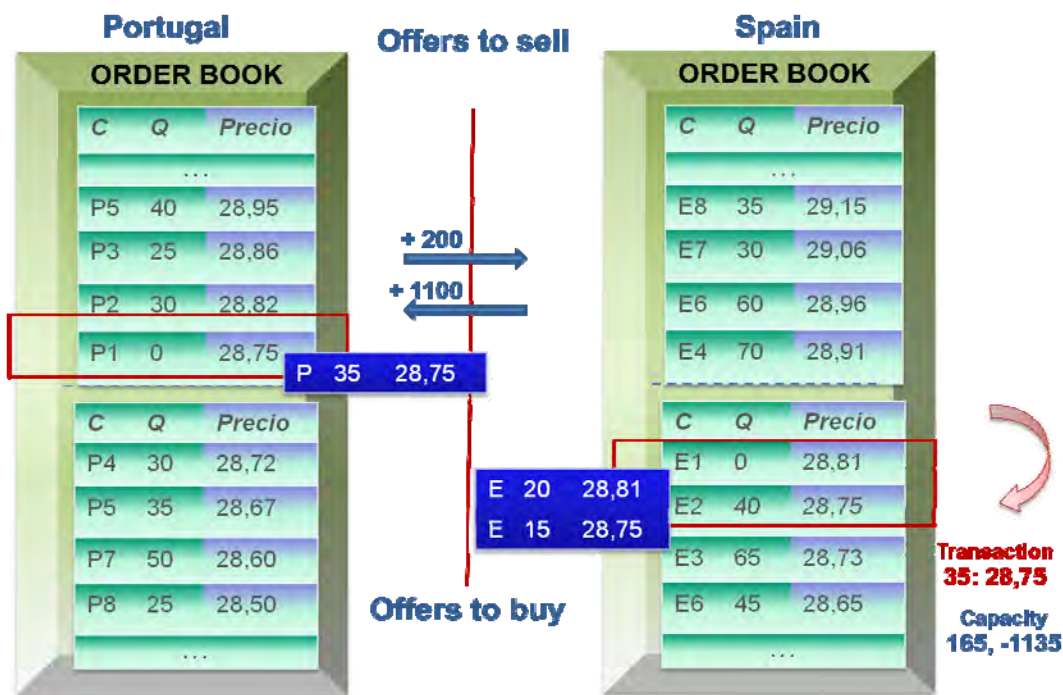 Portugal
Offers to sell
Spain
ORDER BOOK
C Q Precio
...
P5 40 28,95
P3 25 28,86
P2 30 28,82
P1 0 28,75
P 35 28,75
C Q Precio
P4 30 28,72
P5 35 28,67
P7 50 28,60
P8 25 28,50
...
+ 200
+ 1100
E 20 28,81
E 15 28,75
Offers to buy
ORDER BOOK
C Q Precio
...
E8 35 29,15
E7 30 29,06
E6 60 28,96
E4 70 28,91
C Q Precio
E1 0 28,81
E2 40 28,75
E3 65 28,73
E6 45 28,65
...
Transaction
35: 28,75
Capacity
165, -1135